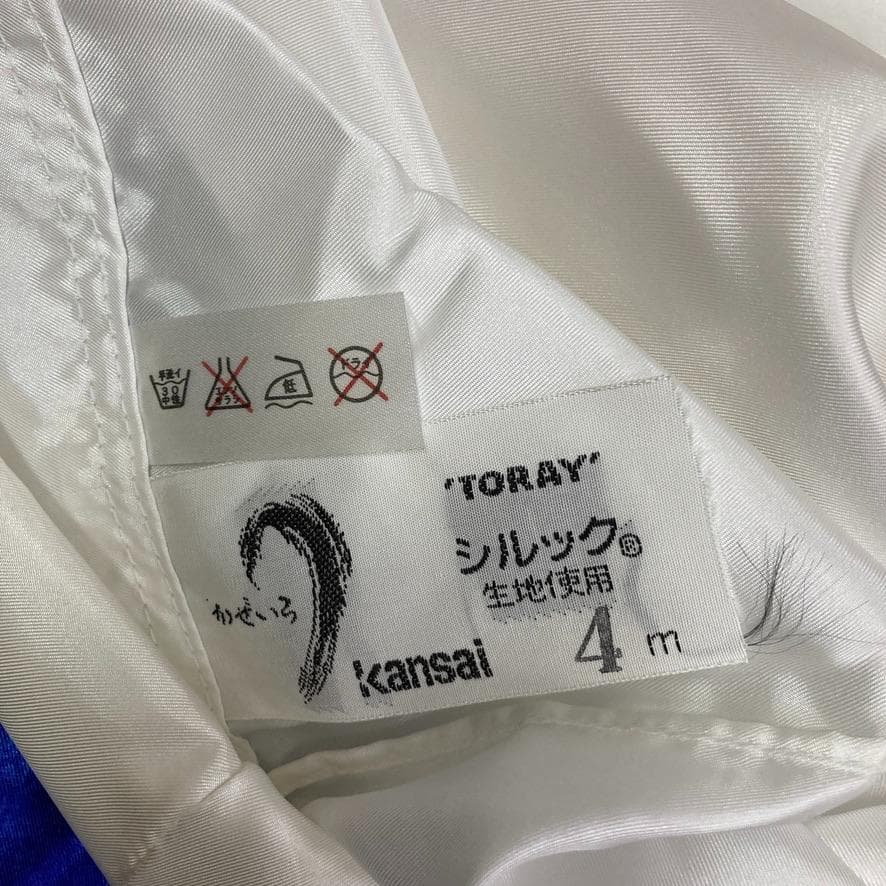 手洗イ
30
中性
エンソ
サラシ
低
ドライ
かぜいろ
Kansai
"TORAY"
シルック®
生地使用
4 m